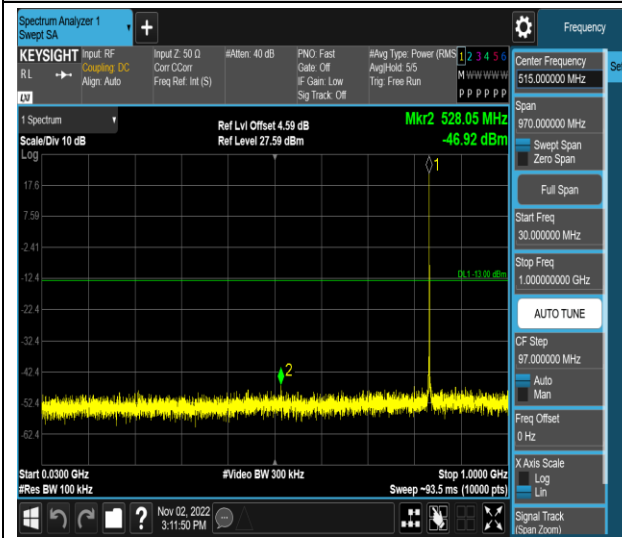 Spectrum Analyzer 1
Swept SA
+
Frequency
KEYSIGHT
RL
LXI
Input: RF
Coupling: DC
Align: Auto
Input Z: 50 Ω
Corr CCorr
Freq Ref: Int (S)
#Atten: 40 dB
PNO: Fast
Gate: Off
IF Gain: Low
Sig Track: Off
#Avg Type: Power (RMS
Avg|Hold: 5/5
Trig: Free Run
1 2 3 4 5 6
M W W W W W
P P P P P P
1 Spectrum
Scale/Div 10 dB
Log
Ref Lvl Offset 4.59 dB
Ref Level 27.59 dBm
Mkr2 528.05 MHz
-46.92 dBm
1
17.6
7.59
-2.41
-12.4
DL1 -13.00 dBm
-22.4
-32.4
-42.4
2
-52.4
-62.4
Start 0.0300 GHz
#Res BW 100 kHz
#Video BW 300 kHz
Stop 1.0000 GHz
Sweep ~93.5 ms (10000 pts)
?
Nov 02, 2022
3:11:50 PM
Center Frequency
515.000000 MHz
Set
Span
970.000000 MHz
Swept Span
Zero Span
Full Span
Start Freq
30.000000 MHz
Stop Freq
1.000000000 GHz
AUTO TUNE
CF Step
97.000000 MHz
Auto
Man
Freq Offset
0 Hz
X Axis Scale
Log
Lin
Signal Track
(Span Zoom)